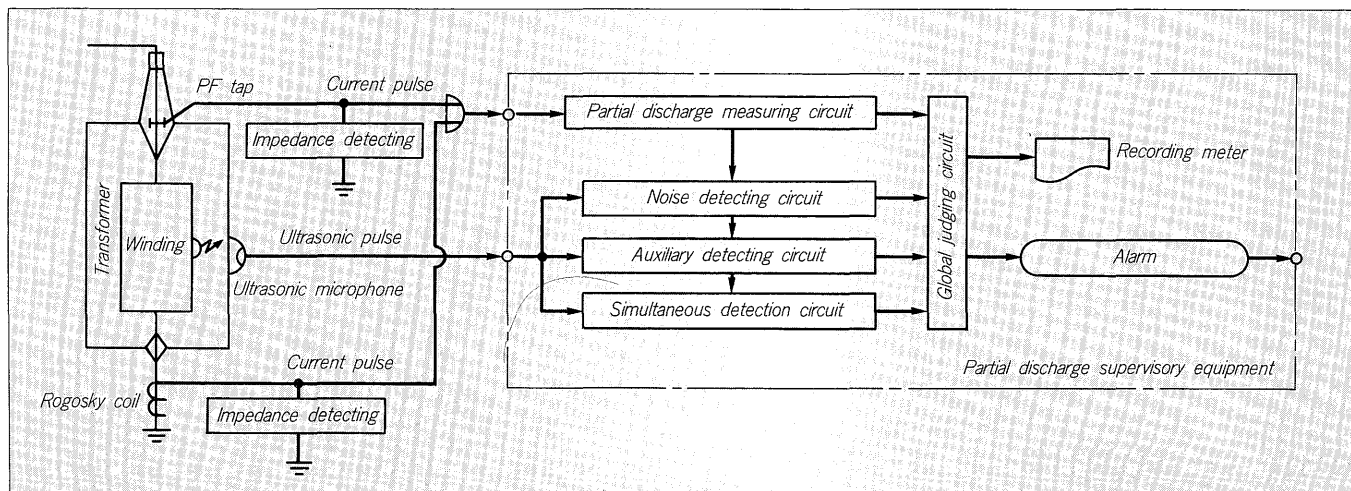 PF tap
Current pulse
Impedance detecting
Transformer
Winding
Ultrasonic pulse
Ultrasonic microphone
Current pulse
Rogosky coil
Impedance detecting
Partial discharge measuring circuit
Noise detecting circuit
Auxiliary detecting circuit
Simultaneous detection circuit
Global judging circuit
Recording meter
Alarm
Partial discharge supervisory equipment